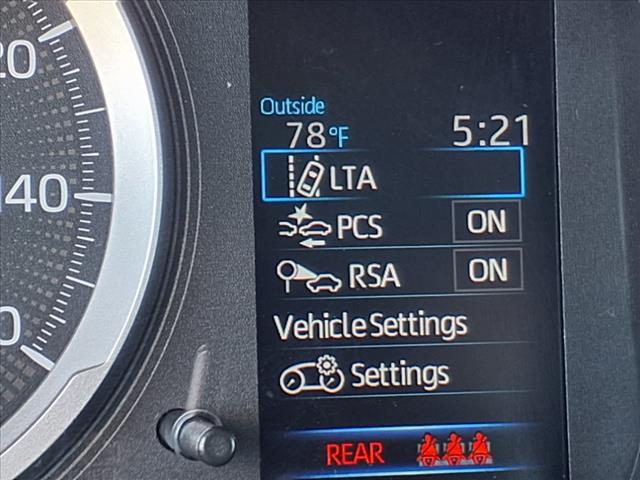 20
Outside
78°F 5:21
LTA
140
PCS ON
RSA ON
Vehicle Settings
Settings
REAR